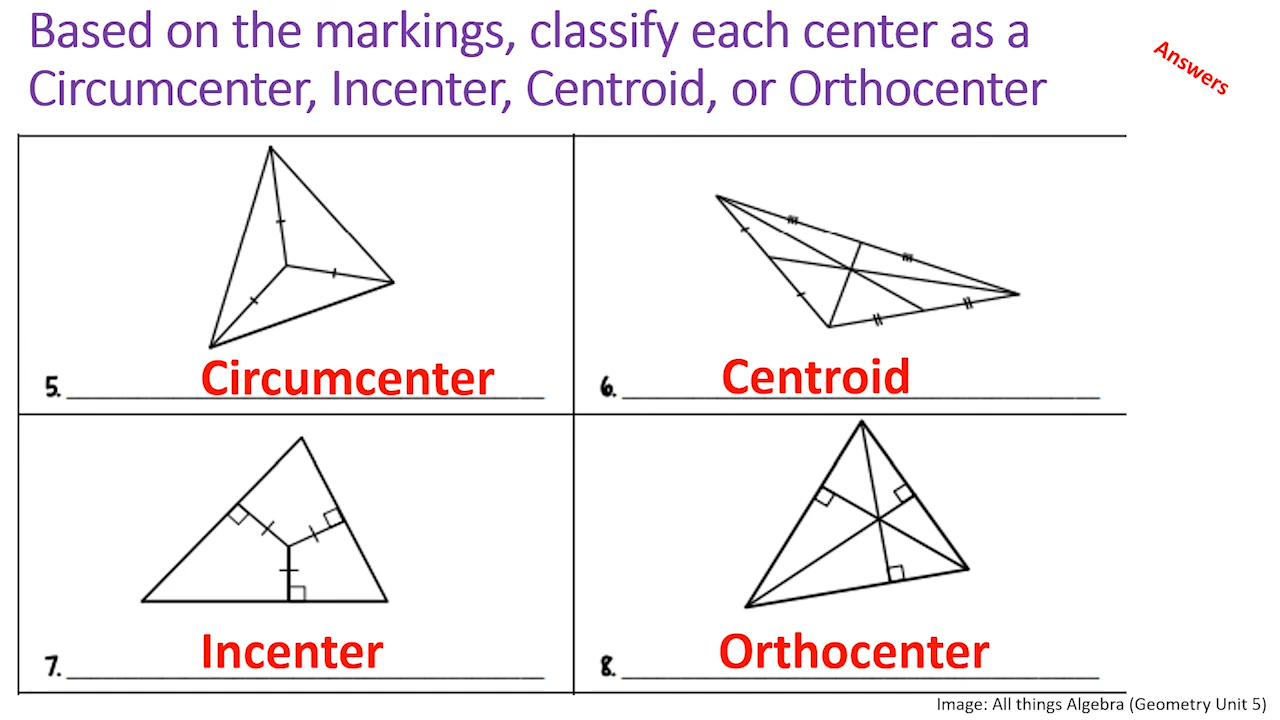 Based on the markings, classify each center as a
Circumcenter, Incenter, Centroid, or Orthocenter
Answers
5. Circumcenter
6. Centroid
7. Incenter
8. Orthocenter
Image: All things Algebra (Geometry Unit 5)